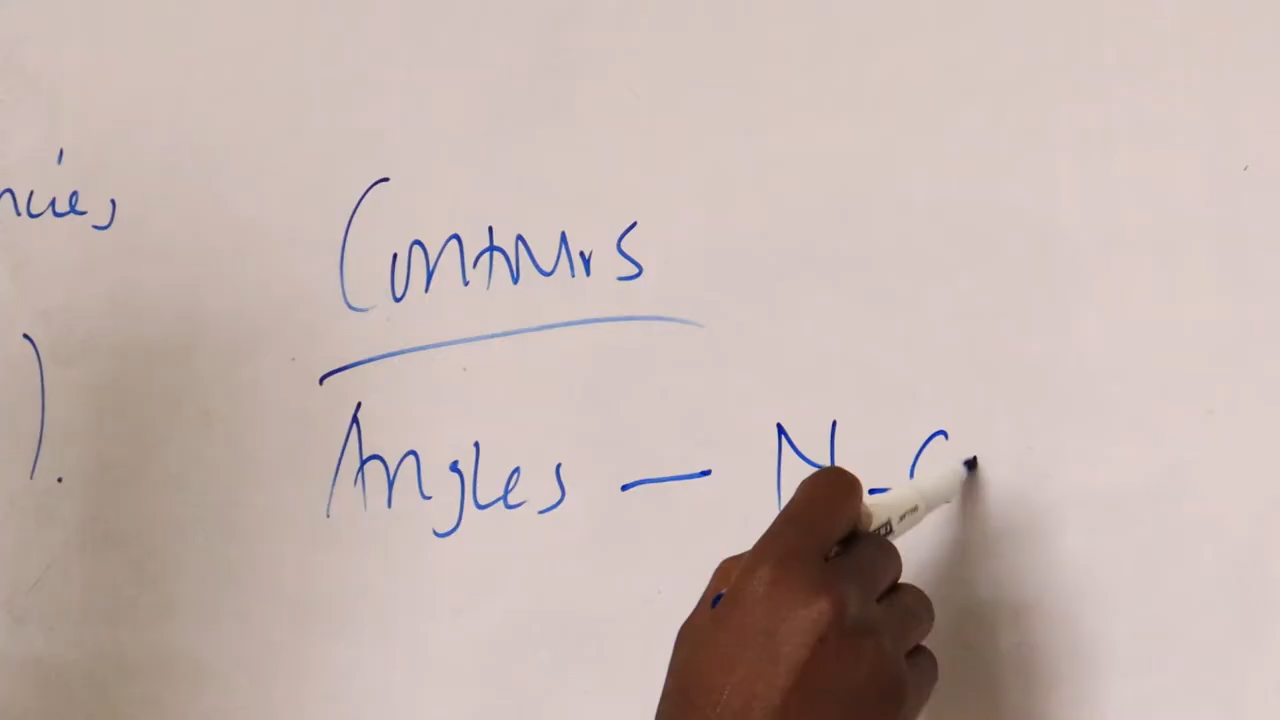 Contours
).
Angles — N-